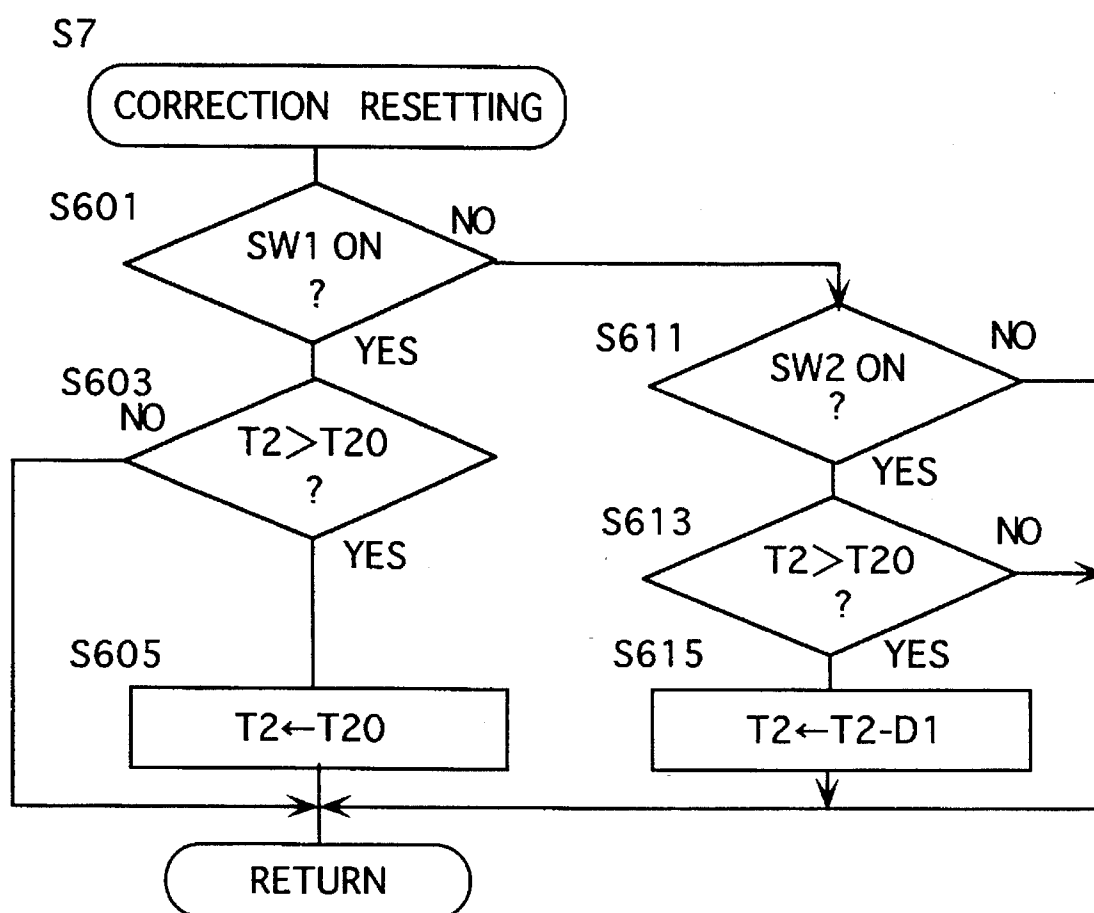 S7
CORRECTION RESETTING
S601
SW1 ON
?
NO
YES
S603
NO
T2>T20
?
YES
S605
T2←T20
S611
SW2 ON
?
NO
YES
S613
T2>T20
?
NO
YES
S615
T2←T2-D1
RETURN